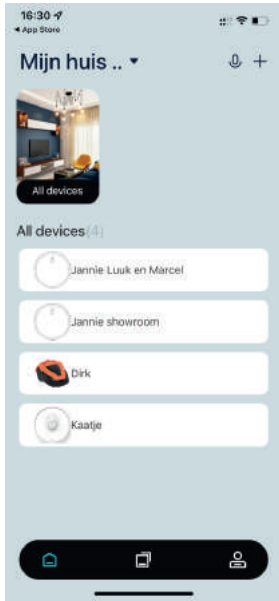 16:30
App Store
Mijn huis ..
All devices
All devices(4)
Jannie Luuk en Marcel
Jannie showroom
Dirk
Kaatje